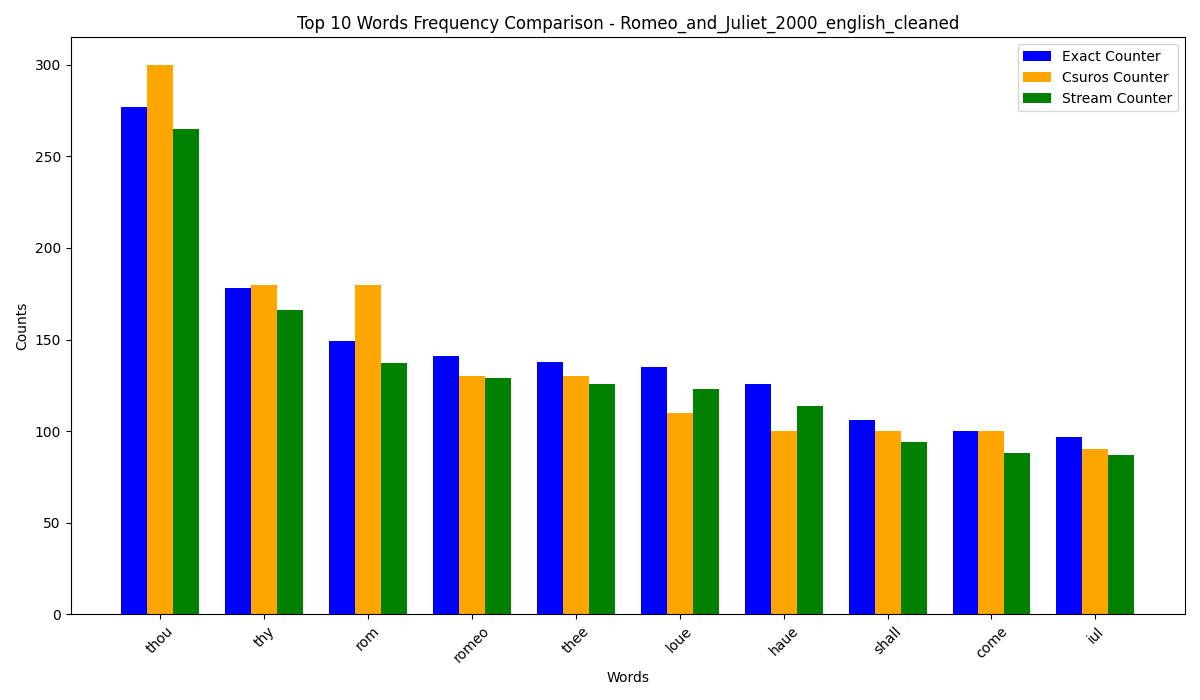 Top 10 Words Frequency Comparison - Romeo_and_Juliet_2000_english_cleaned
Exact Counter
Csuros Counter
Stream Counter
Counts
300
250
200
150
100
50
0
thou
thy
rom
romeo
thee
loue
haue
shall
come
iul
Words